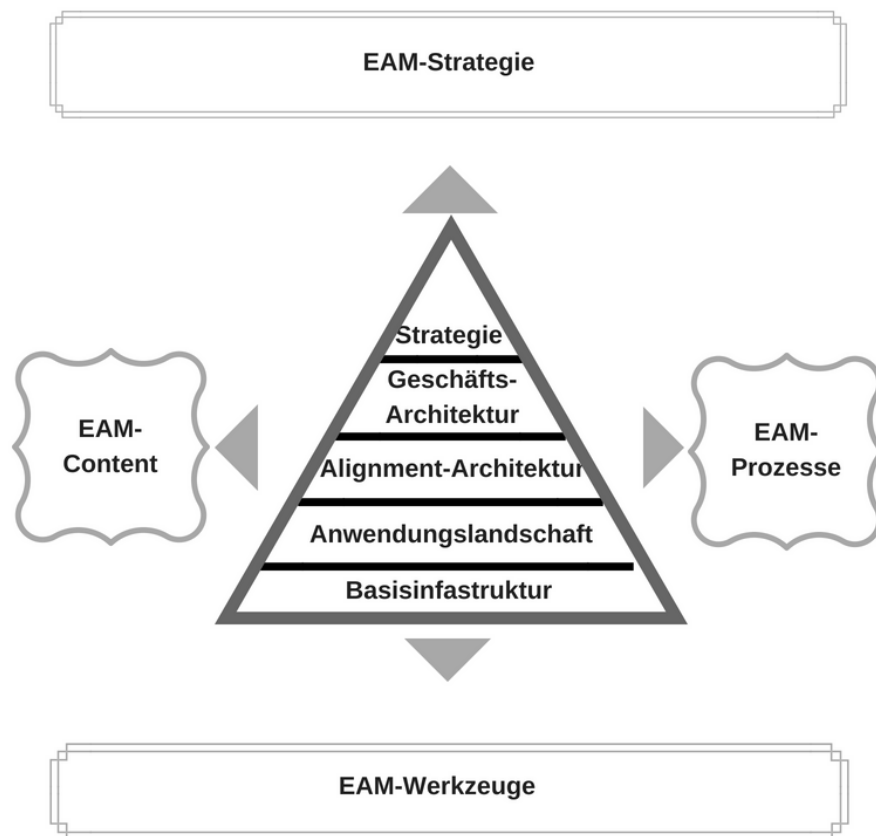 EAM-Strategie
Strategie
Geschäfts-
Architektur
EAM-
Content
Alignment-Architektur
EAM-
Prozesse
Anwendungslandschaft
Basisinfastruktur
EAM-Werkzeuge